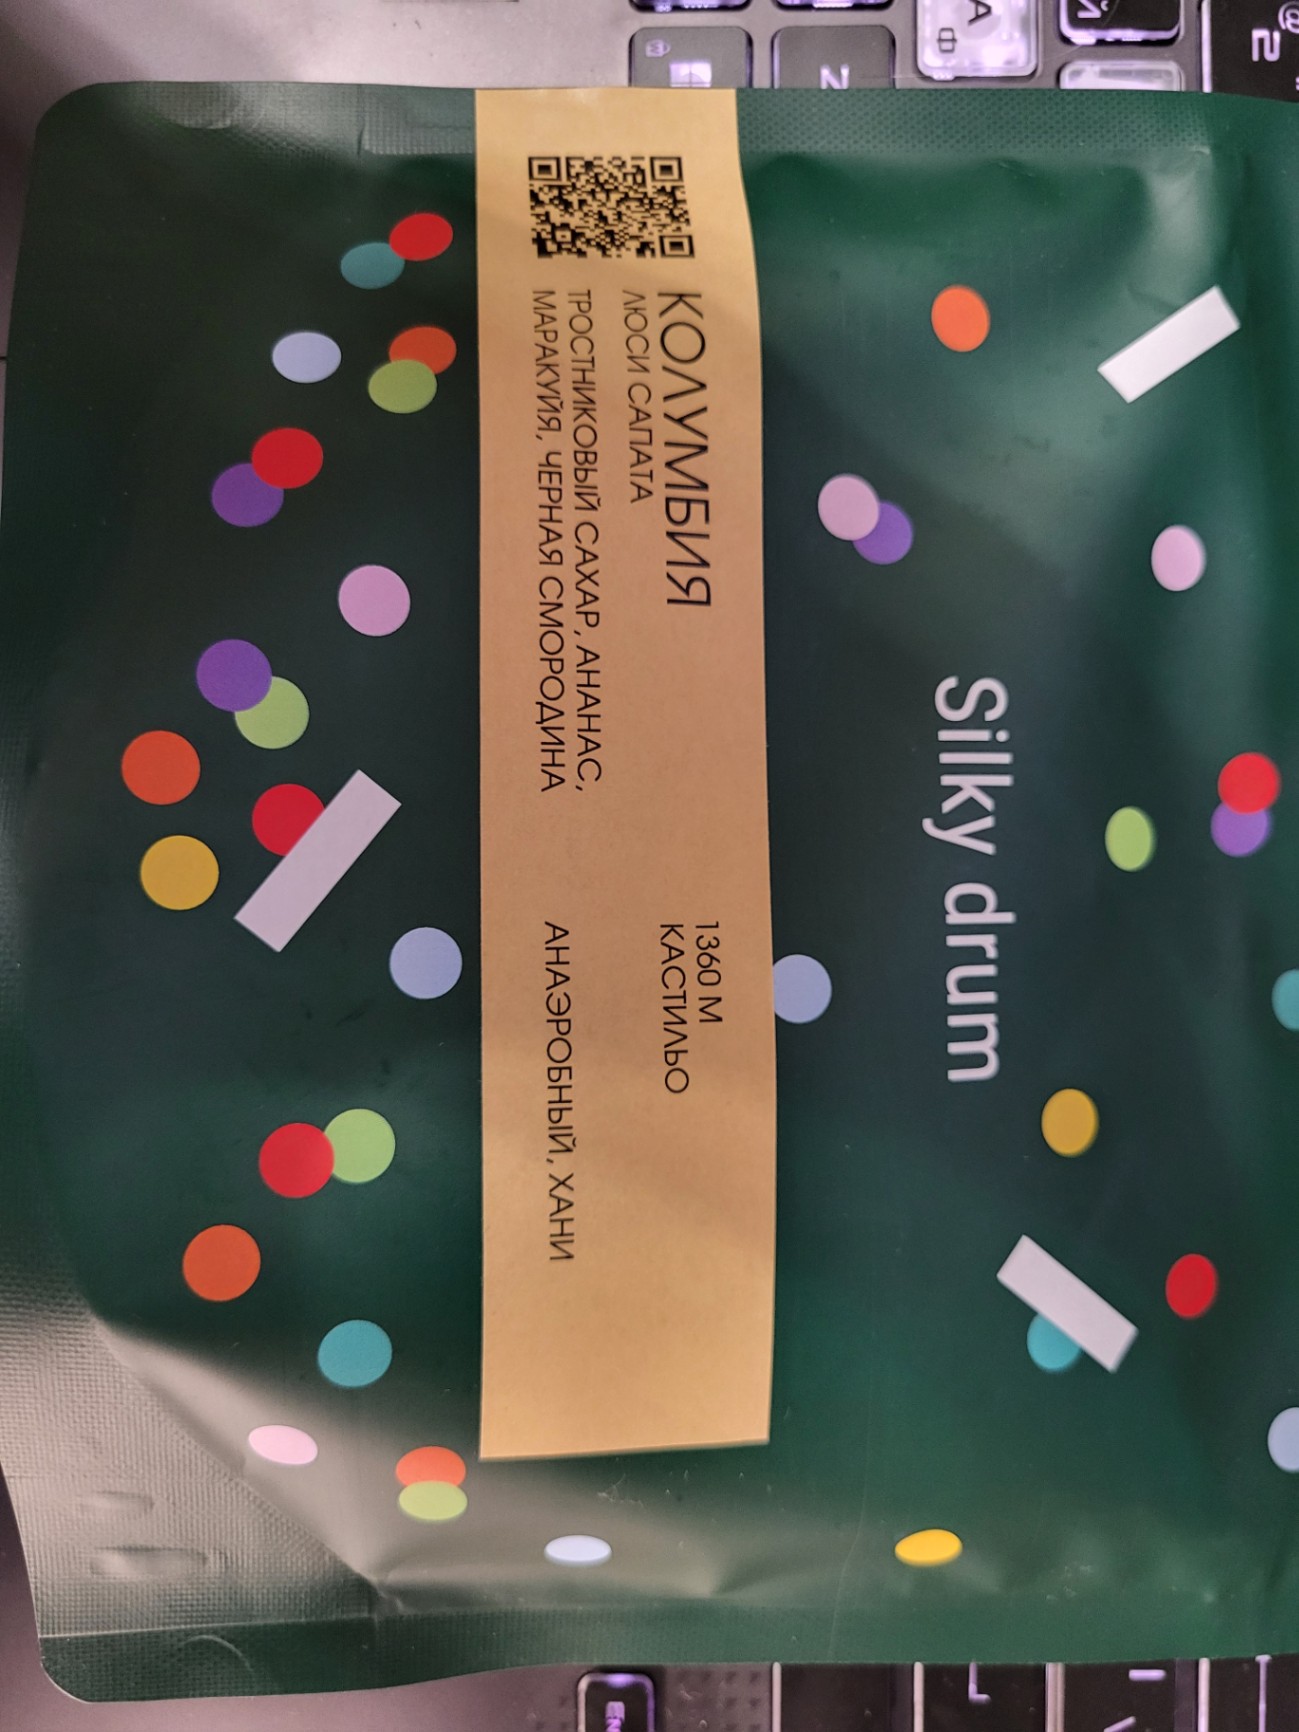 Silky drum
КОЛУМБИЯ
ЛЮСИ САПАТА
ТРОСТНИКОВЫЙ САХАР, АНАНАС,
МАРАКУЙЯ, ЧЕРНАЯ СМОРОДИНА
1360 М
КАСТИЛЬО
АНАЭРОБНЫЙ, ХАНИ